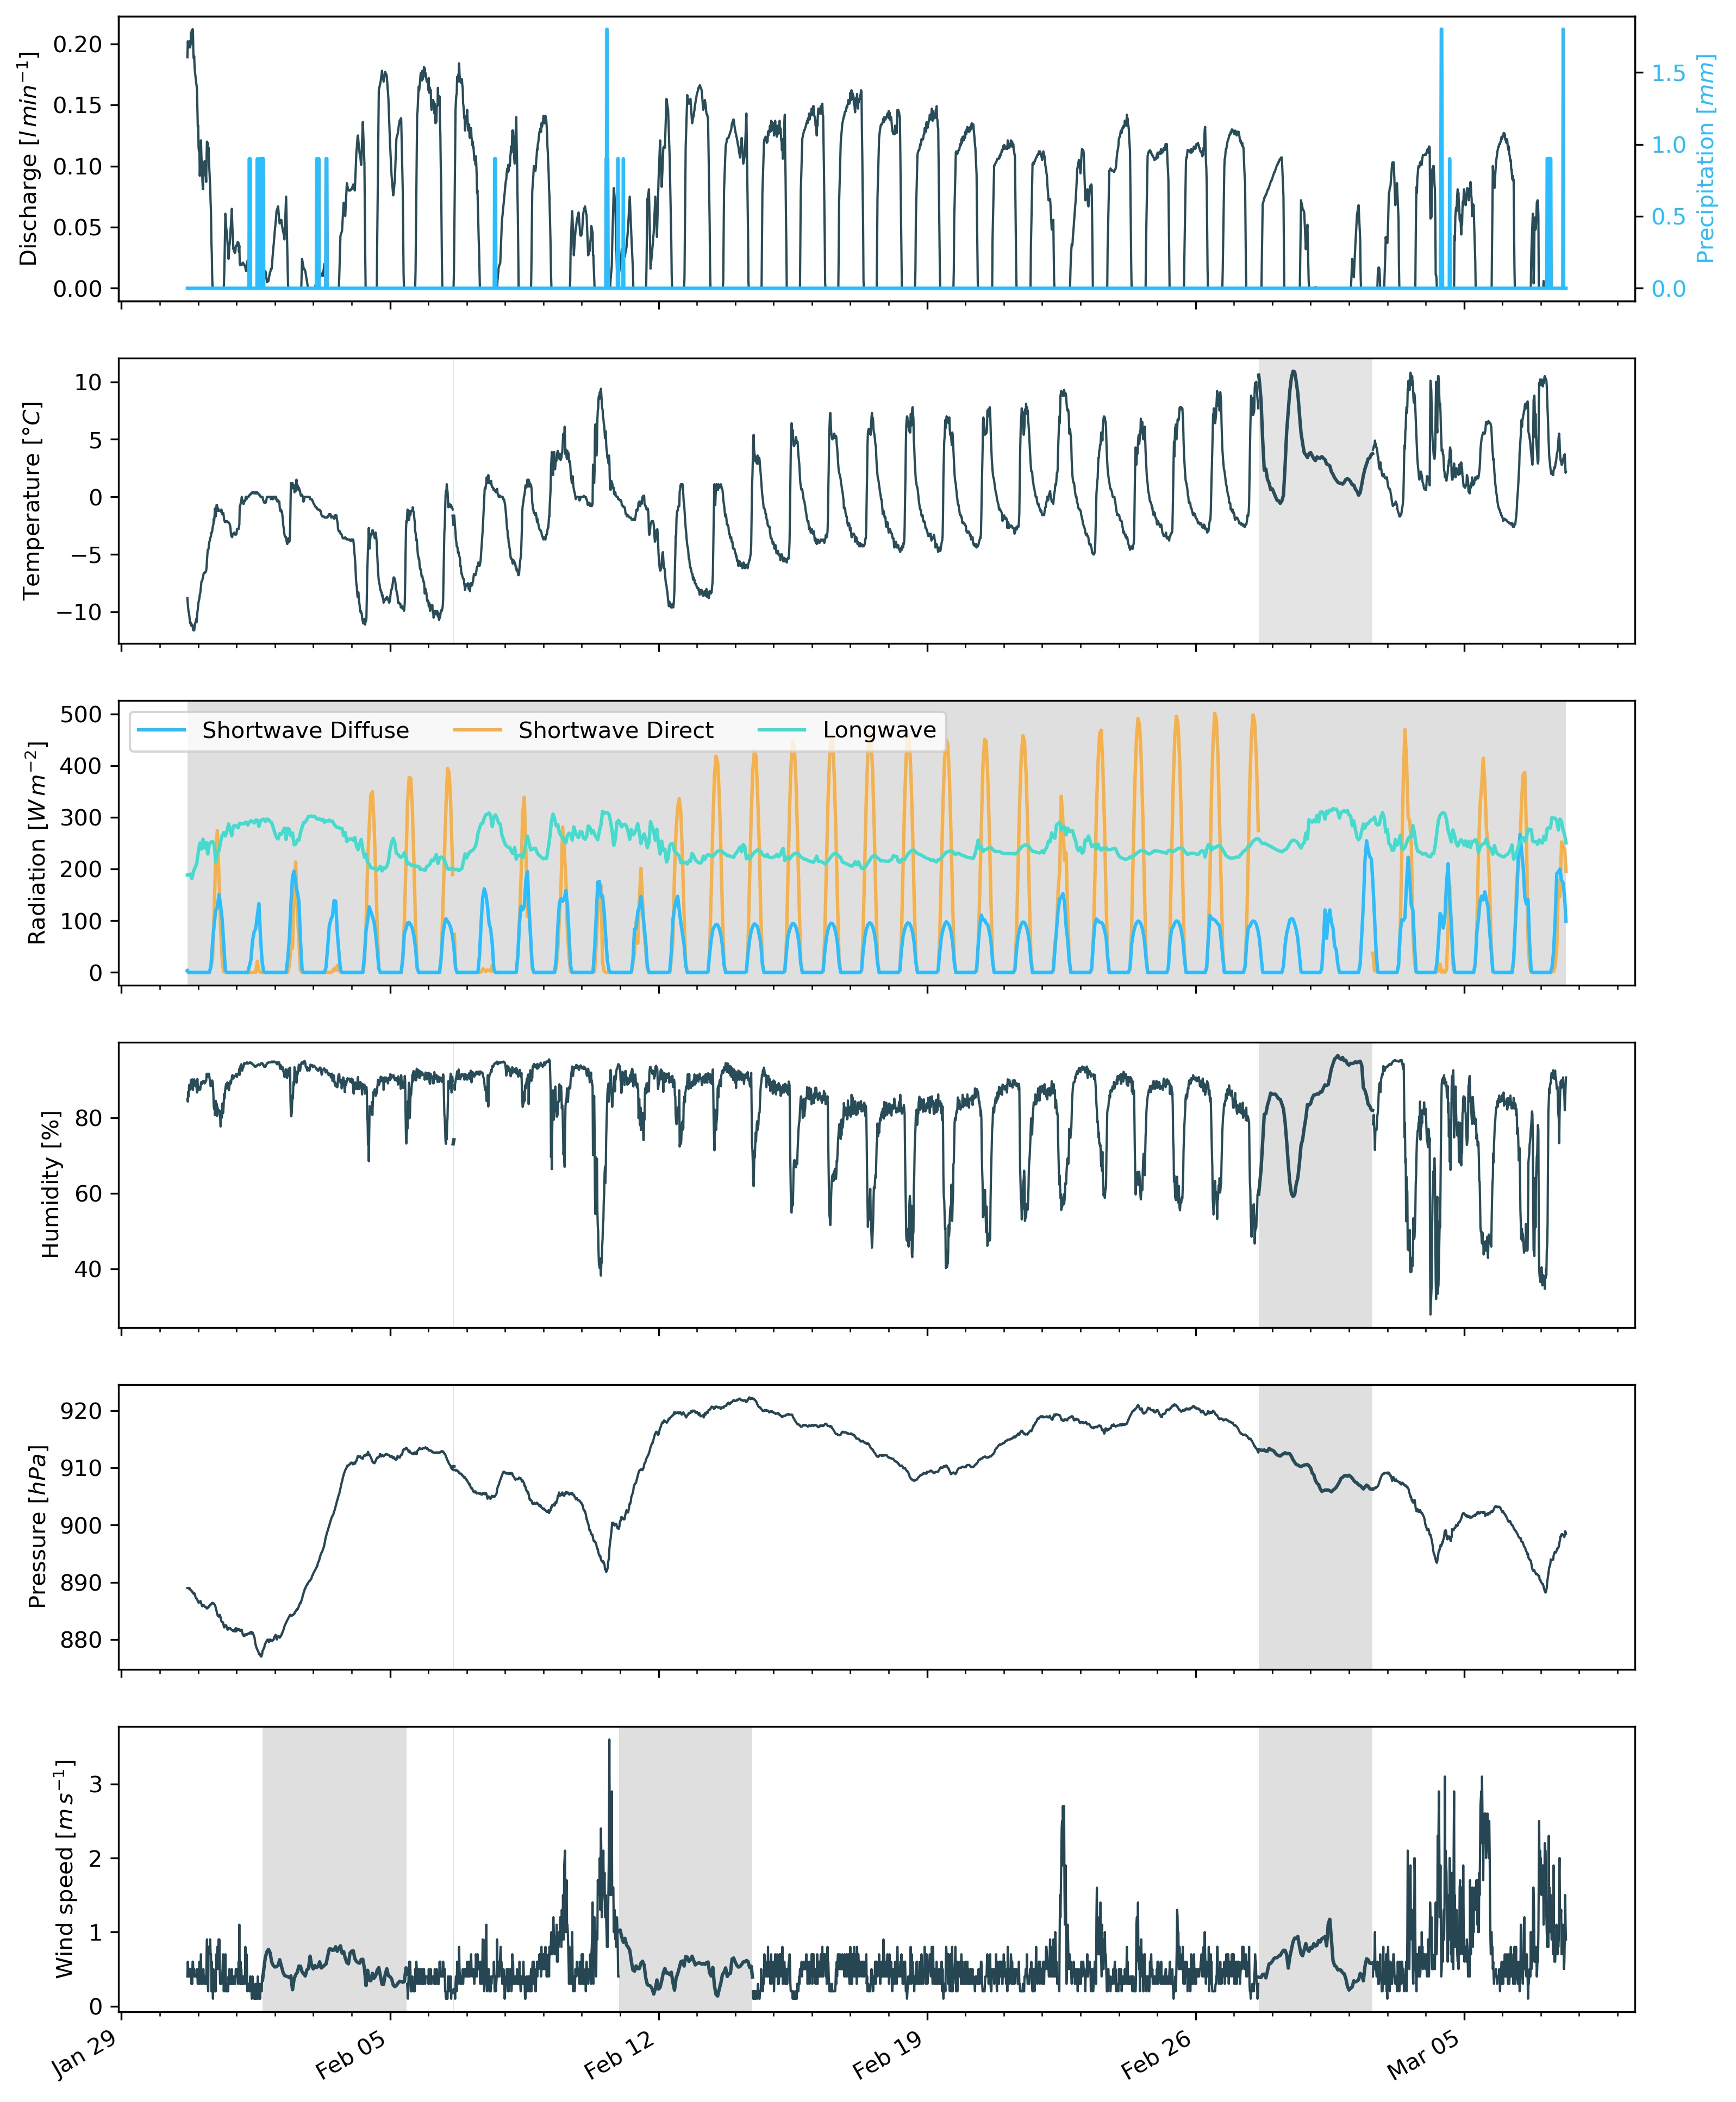 Discharge [l min⁻¹]
0.20
0.15
0.10
0.05
0.00
1.5
1.0
0.5
0.0
Precipitation [mm]
Temperature [°C]
10
5
0
−5
−10
Radiation [W m⁻²]
500
400
300
200
100
0
Shortwave Diffuse
Shortwave Direct
Longwave
Humidity [%]
80
60
40
Pressure [hPa]
920
910
900
890
880
Wind speed [m s⁻¹]
3
2
1
0
Jan 29
Feb 05
Feb 12
Feb 19
Feb 26
Mar 05